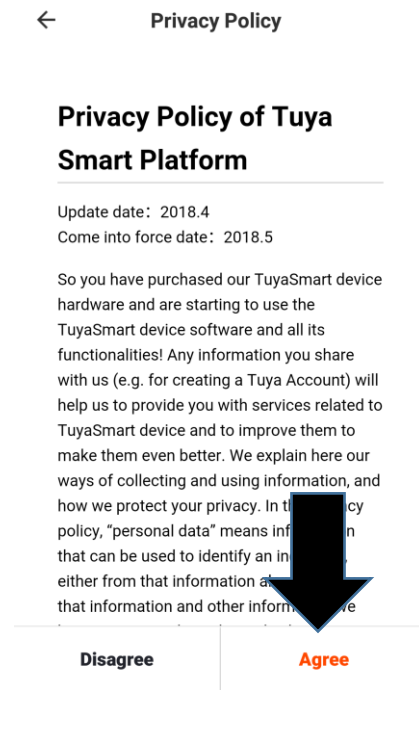 Privacy Policy
Privacy Policy of Tuya
Smart Platform
Update date：2018.4
Come into force date：2018.5
So you have purchased our TuyaSmart device
hardware and are starting to use the
TuyaSmart device software and all its
functionalities! Any information you share
with us (e.g. for creating a Tuya Account) will
help us to provide you with services related to
TuyaSmart device and to improve them to
make them even better. We explain here our
ways of collecting and using information, and
how we protect your privacy. In
policy, “personal data” means
that can be used to identify an
either from that information
that information and other
Disagree
Agree